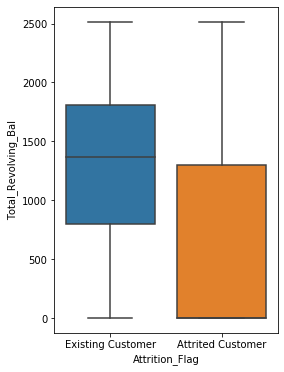 2500
2000
1500
1000
500
0
Total_Revolving_Bal
Existing Customer
Attrited Customer
Attrition_Flag